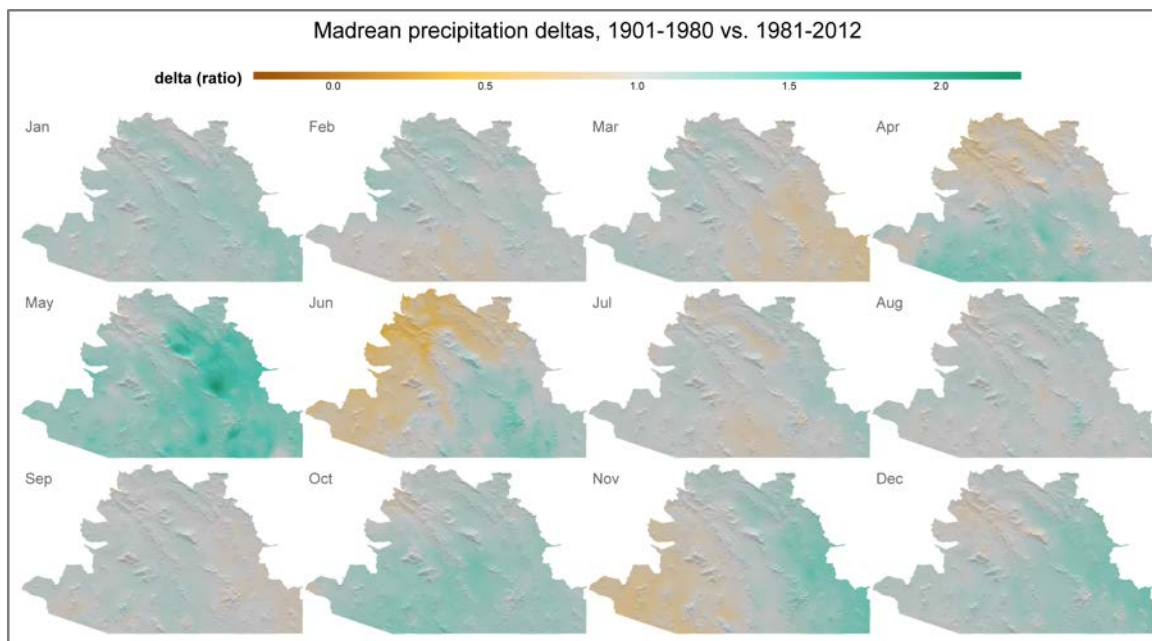 Madrean precipitation deltas, 1901-1980 vs. 1981-2012
delta (ratio)
0.0 0.5 1.0 1.5 2.0
Jan Feb Mar Apr
May Jun Jul Aug
Sep Oct Nov Dec